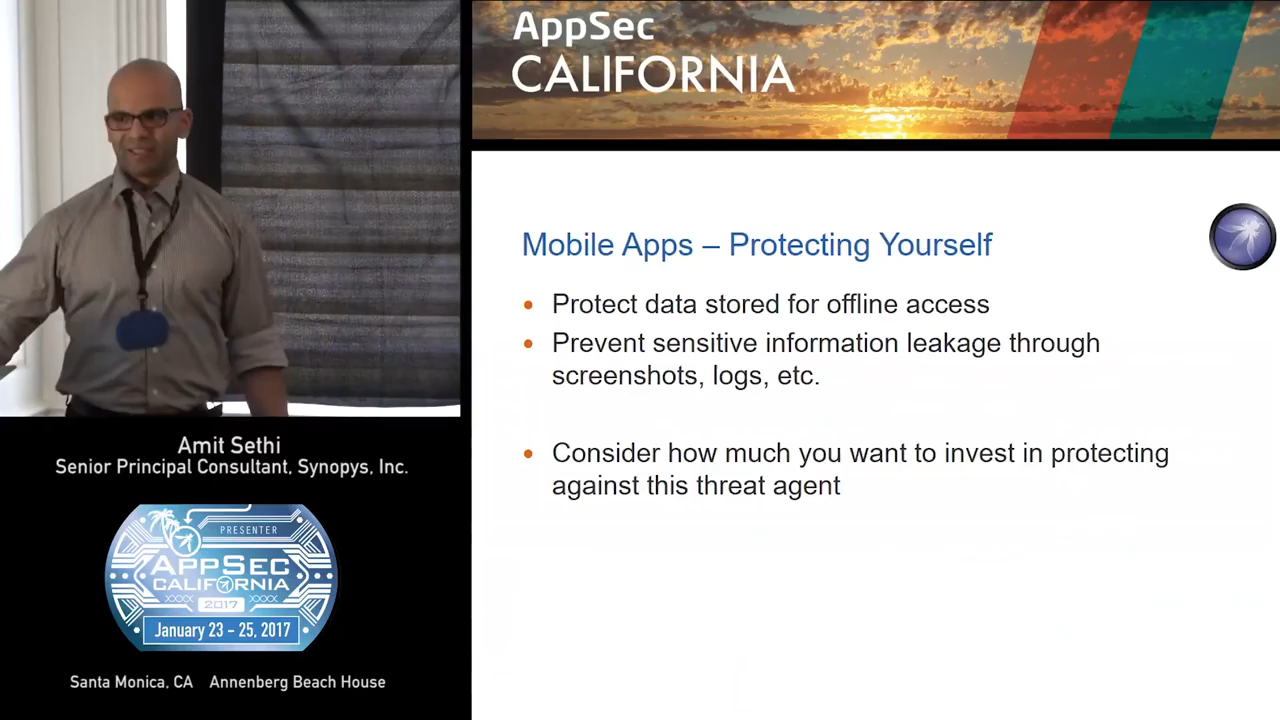 AppSec
CALIFORNIA
Mobile Apps – Protecting Yourself
• Protect data stored for offline access
• Prevent sensitive information leakage through
screenshots, logs, etc.
• Consider how much you want to invest in protecting
against this threat agent
Amit Sethi
Senior Principal Consultant, Synopys, Inc.
PRESENTER
APPSEC
CALIFORNIA
2017
January 23 - 25, 2017
Santa Monica, CA Annenberg Beach House